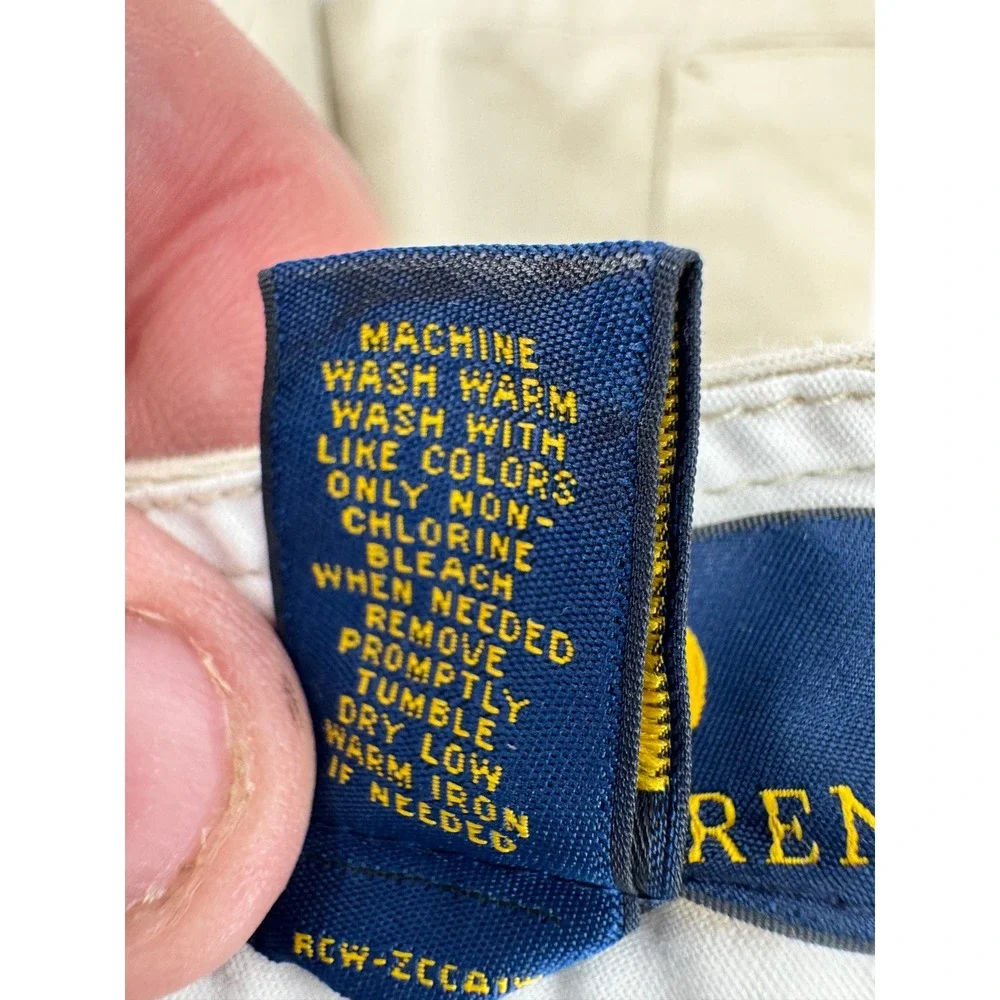 MACHINE
WASH WARM
WASH WITH
LIKE COLORS
ONLY NON-
CHLORINE
BLEACH
WHEN NEEDED
REMOVE
PROMPTLY
TUMBLE
DRY LOW
WARM IRON
IF NEEDED
REN